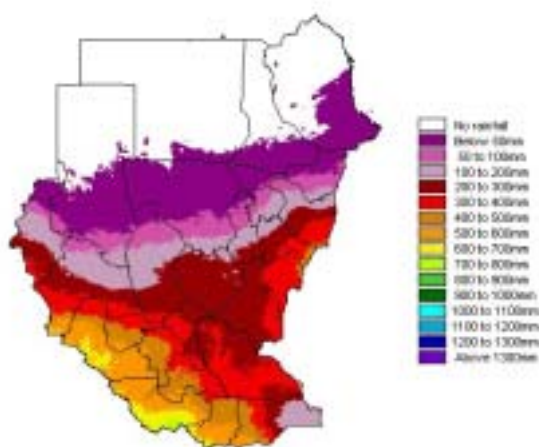 No rainfall
Below 50mm
50 to 100mm
100 to 200mm
200 to 300mm
300 to 400mm
400 to 500mm
500 to 600mm
600 to 700mm
700 to 800mm
800 to 900mm
900 to 1000mm
1000 to 1100mm
1100 to 1200mm
1200 to 1300mm
Above 1300mm